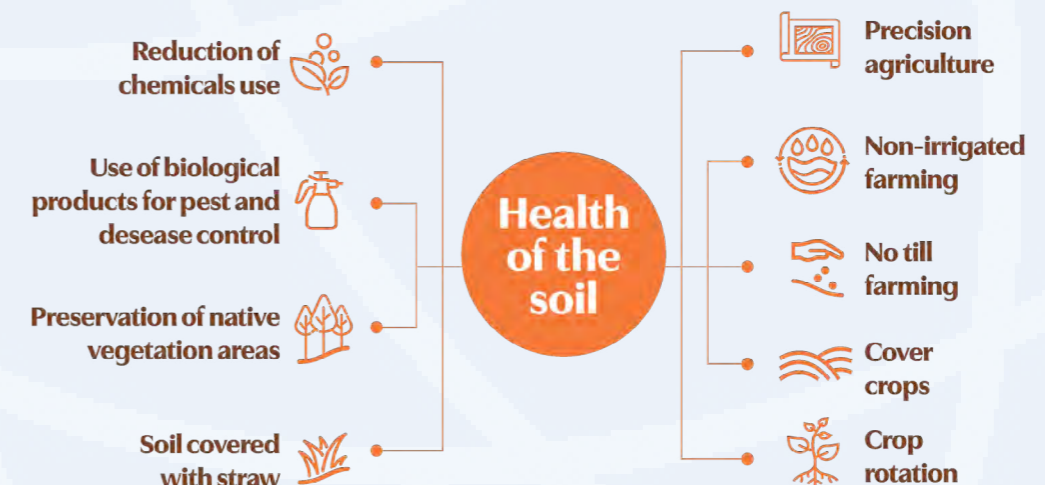 Reduction of
chemicals use
Use of biological
products for pest and
desease control
Preservation of native
vegetation areas
Soil covered
with straw
Health
of the
soil
Precision
agriculture
Non-irrigated
farming
No till
farming
Cover
crops
Crop
rotation